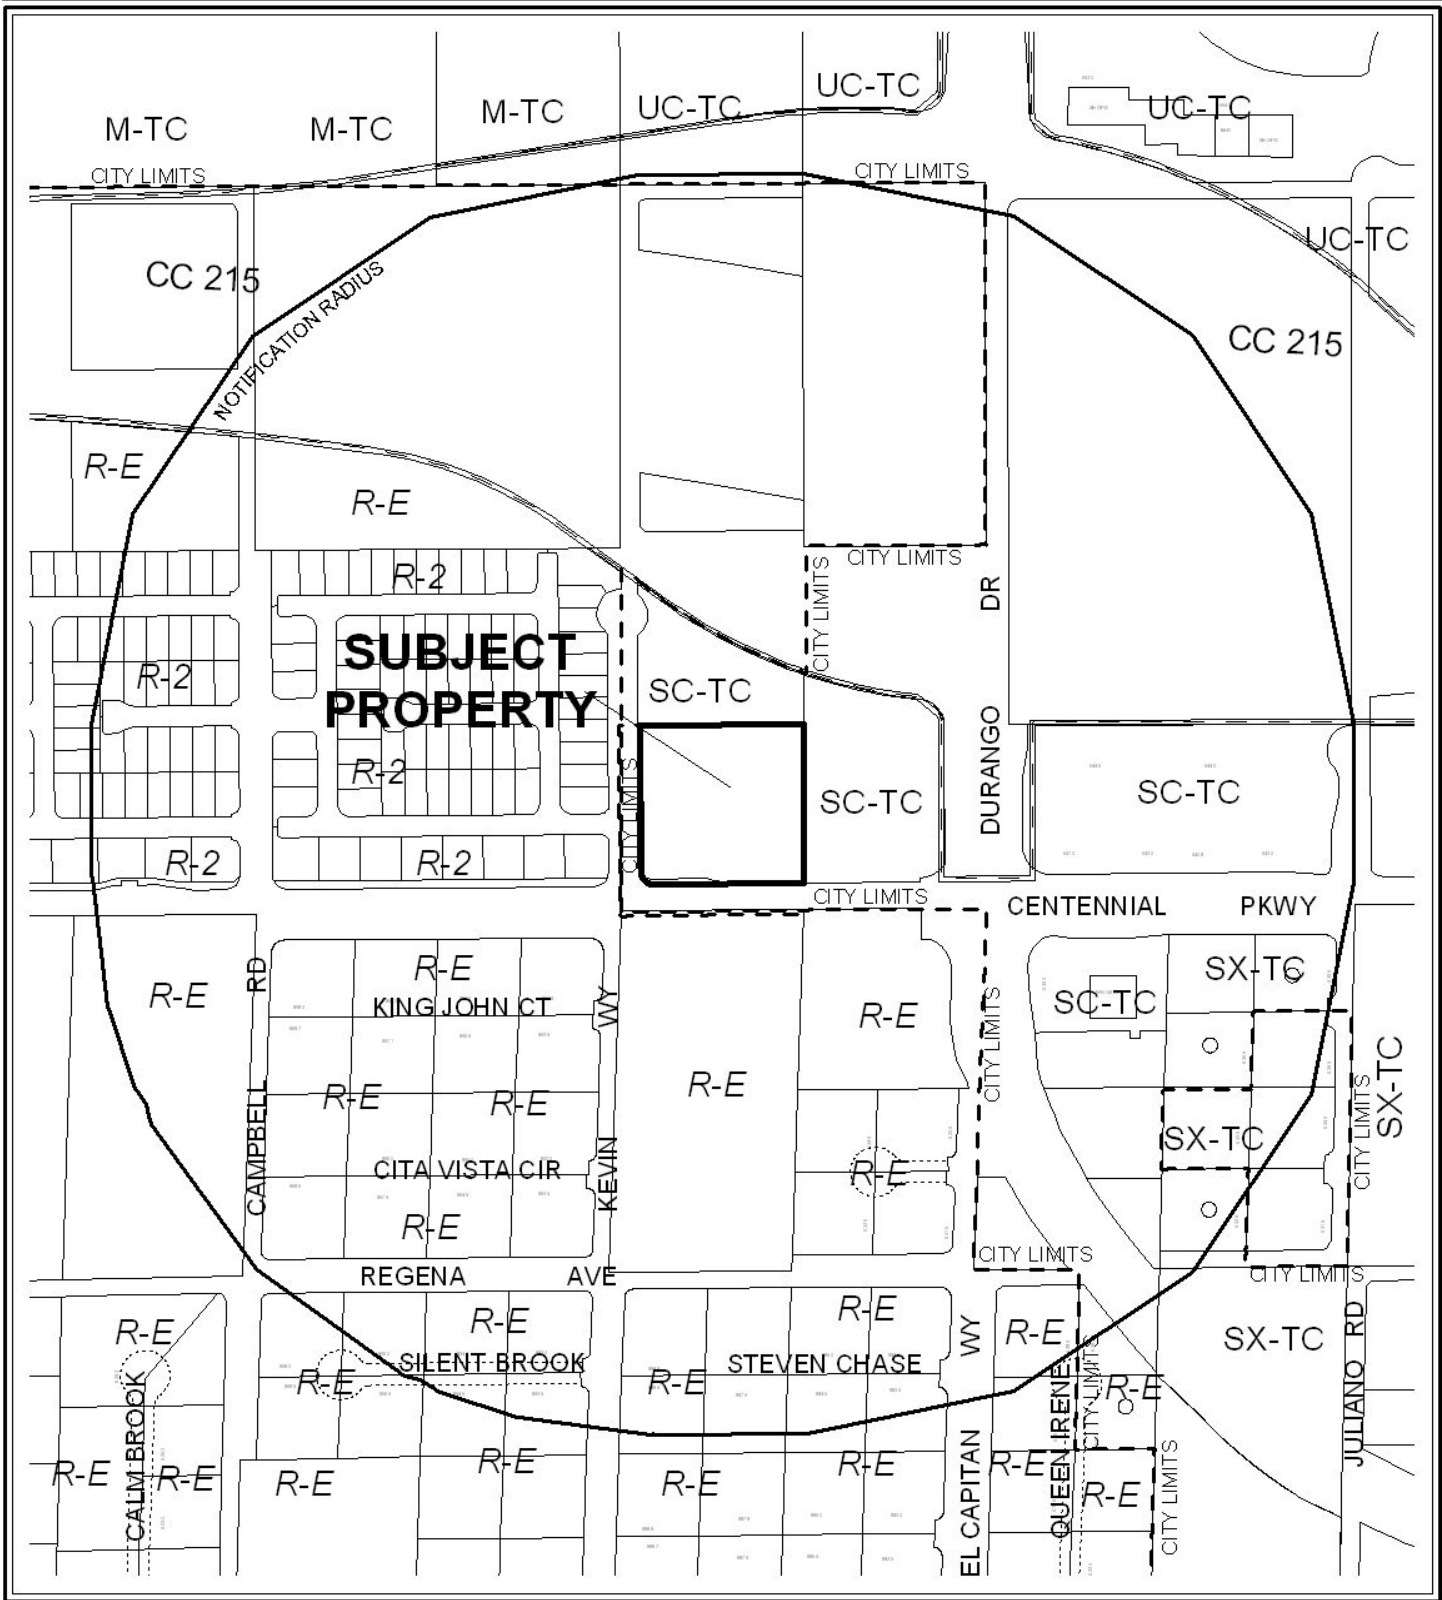 UC-TC
M-TC
UC-TC
UC-TC
M-TC
M-TC
CITY LIMITS
CITY LIMITS
UC-TC
CC 215
NOTIFICATION RADIUS
CC 215
R-E
R-E
CITY LIMITS
CITY LIMITS
R-2
DR
SUBJECT
PROPERTY
R-2
SC-TC
DURANGO
R-2
SC-TC
SC-TC
CITY LIMITS
R-2
R-2
CITY LIMITS
CENTENNIAL PKWY
R-E
SX-TC
R-E
RD
KING JOHN CT
WY
SC-TC
R-E
CITY LIMITS
R-E
SX-TC
R-E
R-E
CAMPBELL
CITY LIMITS
SX-TC
CITA VISTA CIR
KEVIN
R-E
R-E
CITY LIMITS
REGENA AVE
CITY LIMITS
R-E
R-E
R-E
WY
R-E
SX-TC
RD
SILENT BROOK
STEVEN CHASE
R-E
R-E
CITY LIMITS
R-E
JULIANO
CALM BROOK
QUEEN IRENE
R-E
R-E
R-E
R-E
R-E
R-E
EL CAPITAN
R-E
R-E
CITY LIMITS